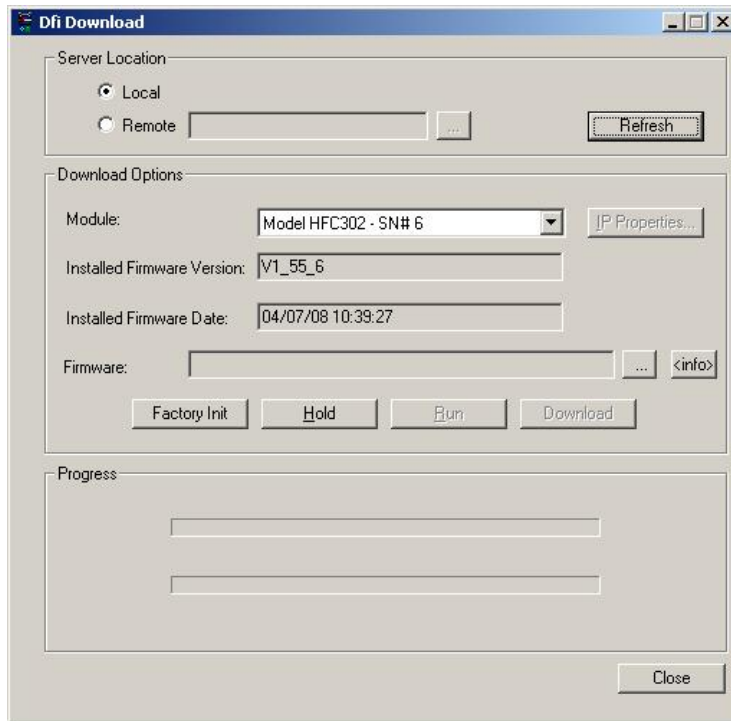 Dfi Download
Server Location
Local
Remote ... Refresh
Download Options
Module: Model HFC302 - SN# 6 IP Properties...
Installed Firmware Version: V1_55_6
Installed Firmware Date: 04/07/08 10:39:27
Firmware: ... <info>
Factory Init Hold Run Download
Progress
Close